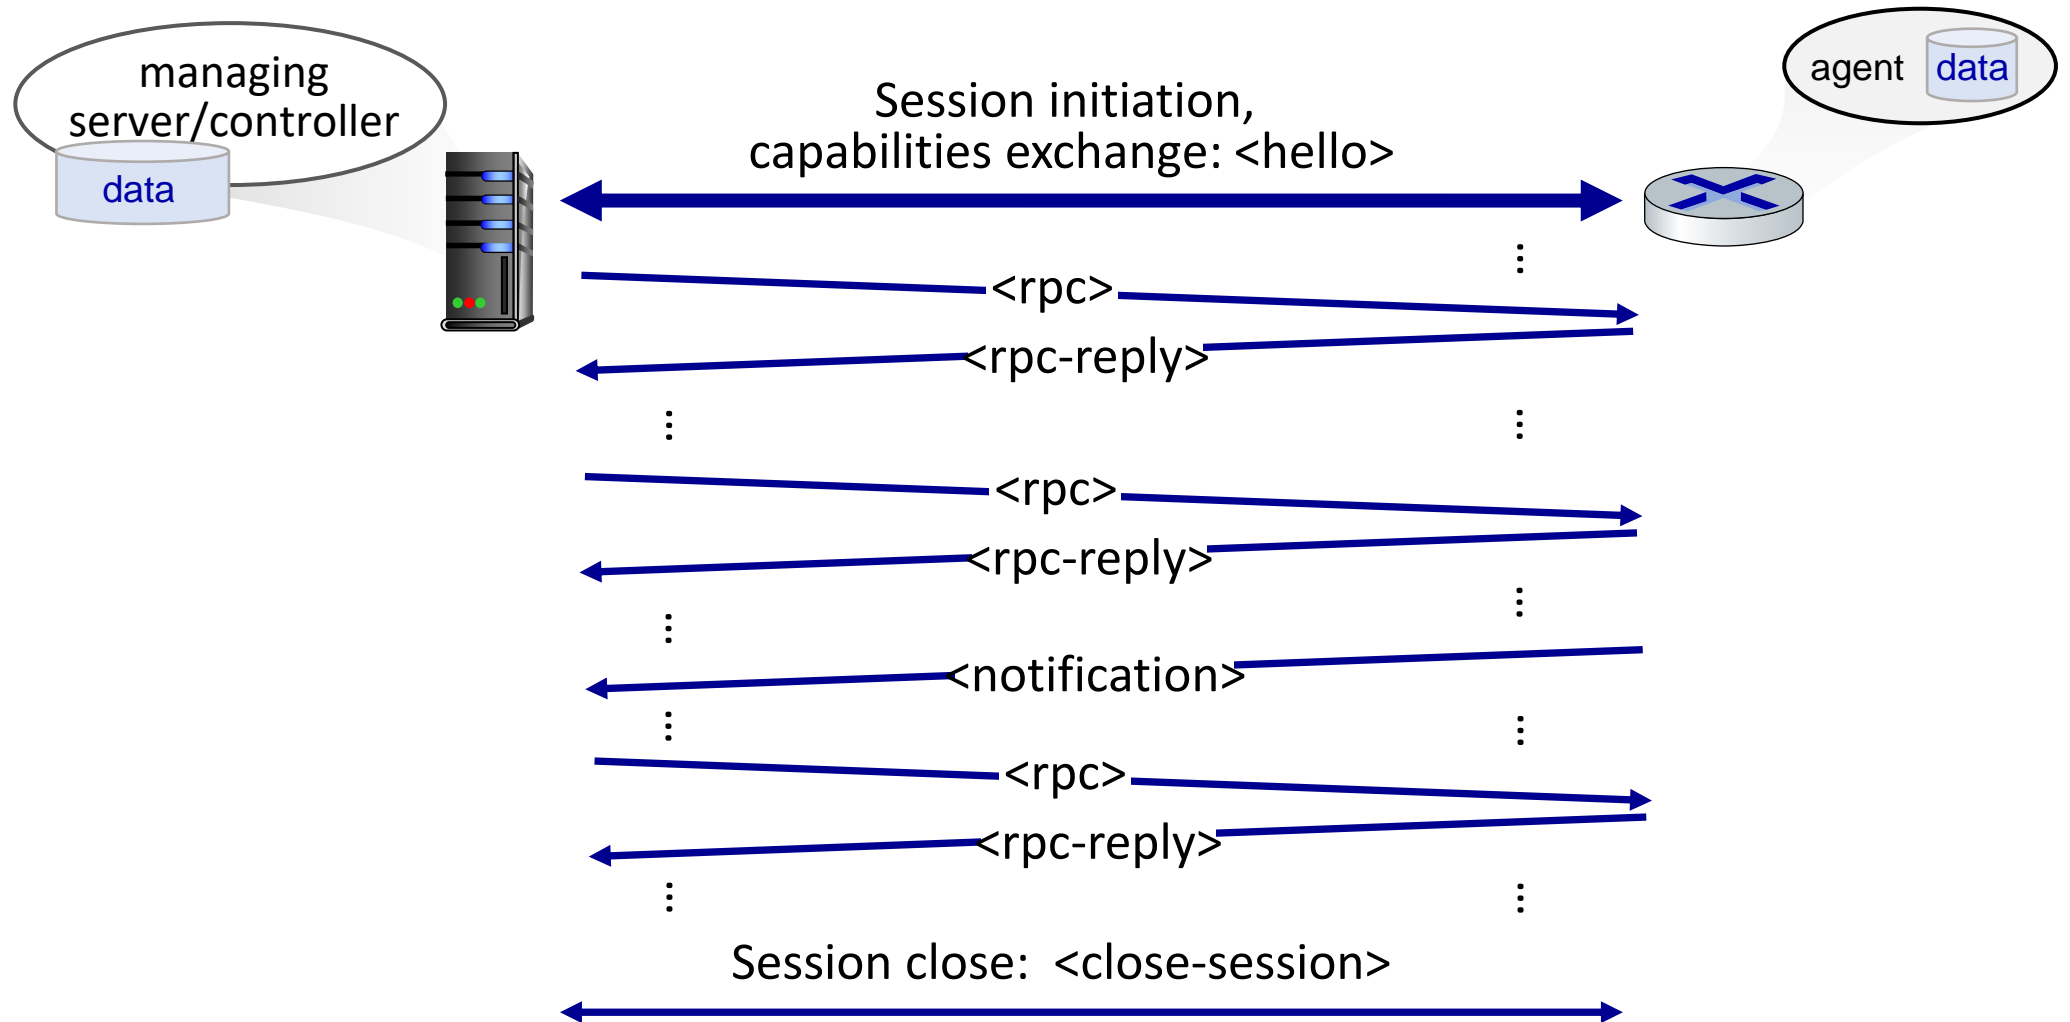 managing
server/controller
data
agent
data
Session initiation,
capabilities exchange: <hello>
<rpc>
<rpc-reply>
<rpc>
<rpc-reply>
<notification>
<rpc>
<rpc-reply>
Session close: <close-session>